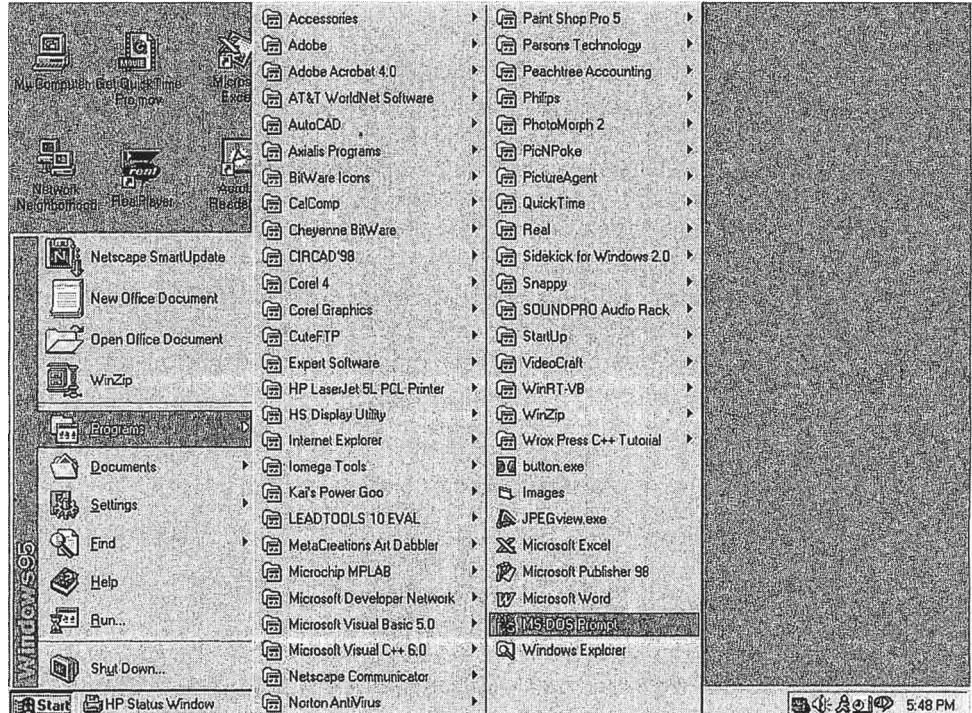 My Computer
Get QuickTime
Pro.mov
Network
Neighborhood
RealPlayer
Netscape SmartUpdate
New Office Document
Open Office Document
WinZip
Programs
Documents
Settings
Find
Help
Run...
Shut Down...
Windows95
Accessories
Adobe
Adobe Acrobat 4.0
AT&T WorldNet Software
AutoCAD
Axialis Programs
BitWare Icons
CalComp
Cheyenne BitWare
CIRCAD'98
Corel 4
Corel Graphics
CuteFTP
Expert Software
HP LaserJet 5L PCL Printer
HS Display Utility
Internet Explorer
Iomega Tools
Kai's Power Goo
LEADTOOLS 10 EVAL
MetaCreations Art Dabbler
Microchip MPLAB
Microsoft Developer Network
Microsoft Visual Basic 5.0
Microsoft Visual C++ 6.0
Netscape Communicator
Norton AntiVirus
Paint Shop Pro 5
Parsons Technology
Peachtree Accounting
Philips
PhotoMorph 2
PicNPoke
PictureAgent
QuickTime
Real
Sidekick for Windows 2.0
Snappy
SOUNDPRO Audio Rack
StartUp
VideoCraft
WinRT-VB
WinZip
Wrox Press C++ Tutorial
button.exe
Images
JPEGview.exe
Microsoft Excel
Microsoft Publisher 98
Microsoft Word
MS-DOS Prompt
Windows Explorer
Start
HP Status Window
5:48 PM